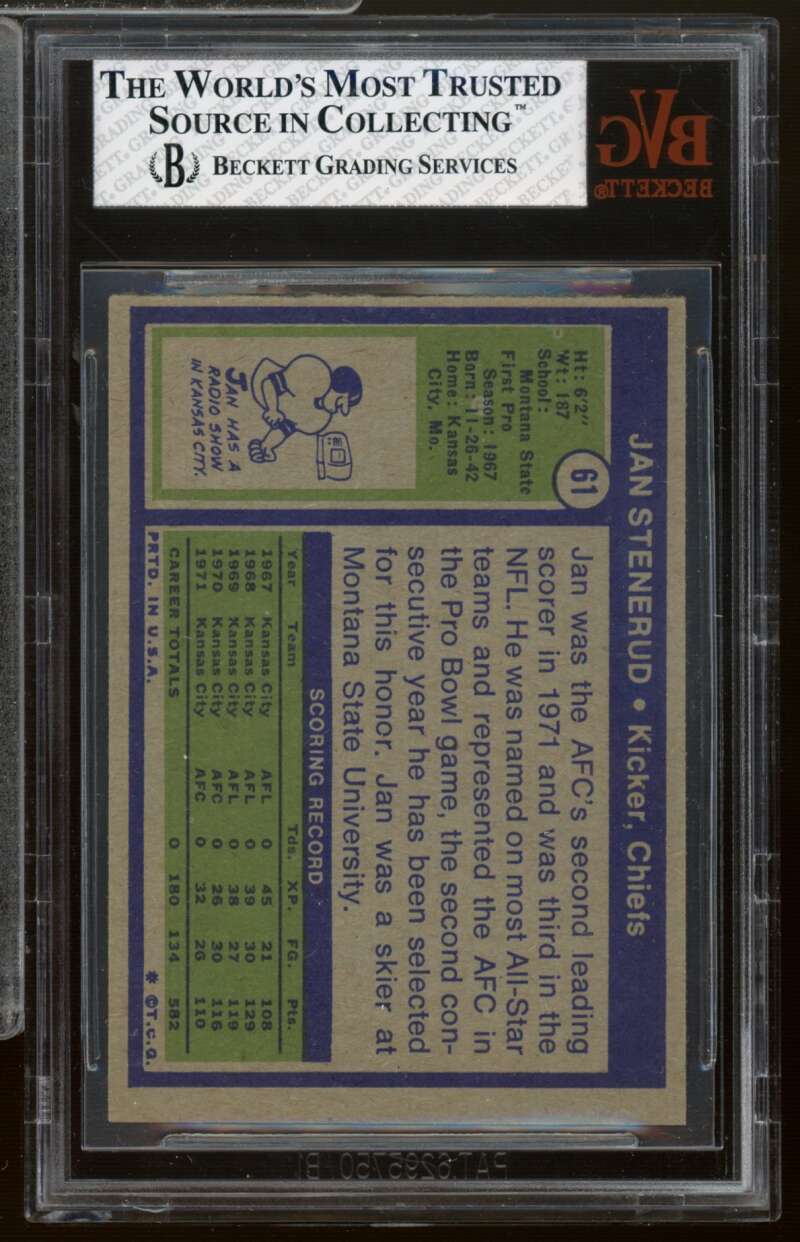 THE WORLD'S MOST TRUSTED
SOURCE IN COLLECTING™
B BECKETT GRADING SERVICES
BVG
BECKETT®
JAN STENERUD • Kicker, Chiefs
61
Ht: 6'2"
Wt: 187
School:
Montana State
First Pro
Season: 1967
Born: 11-26-42
Home: Kansas
City, Mo.
JAN HAS A
RADIO SHOW
IN KANSAS CITY.
Jan was the AFC's second leading
scorer in 1971 and was third in the
NFL. He was named on most All-Star
teams and represented the AFC in
the Pro Bowl game, the second con-
secutive year he has been selected
for this honor. Jan was a skier at
Montana State University.
SCORING RECORD
Year Team Tds. XP. FG. Pts.
1967 Kansas City AFL 0 45 21 108
1968 Kansas City AFL 0 39 30 129
1969 Kansas City AFL 0 38 27 119
1970 Kansas City AFC 0 26 30 116
1971 Kansas City AFC 0 32 26 110
CAREER TOTALS 0 180 134 582
PRTD. IN U.S.A. * ©T.C.G.
PAT.6295750 B1